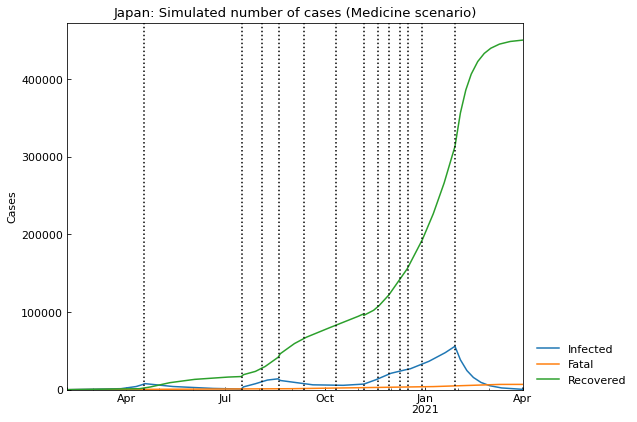 Japan: Simulated number of cases (Medicine scenario)
Cases
400000
300000
200000
100000
0
Apr
Jul
Oct
Jan
2021
Apr
Infected
Fatal
Recovered